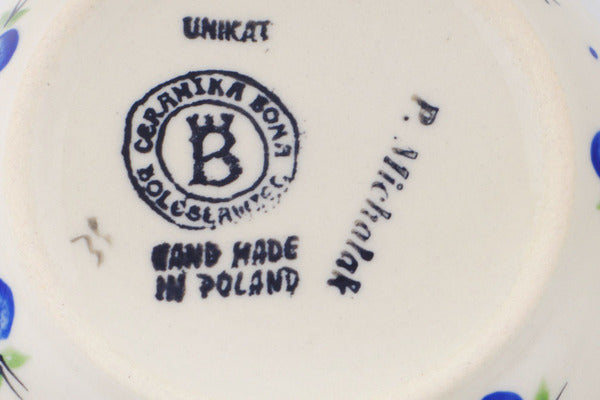 UNIKAT
CERAMIKA BONA
B
BOLESŁAWIEC
HAND MADE
IN POLAND
P. Michalak